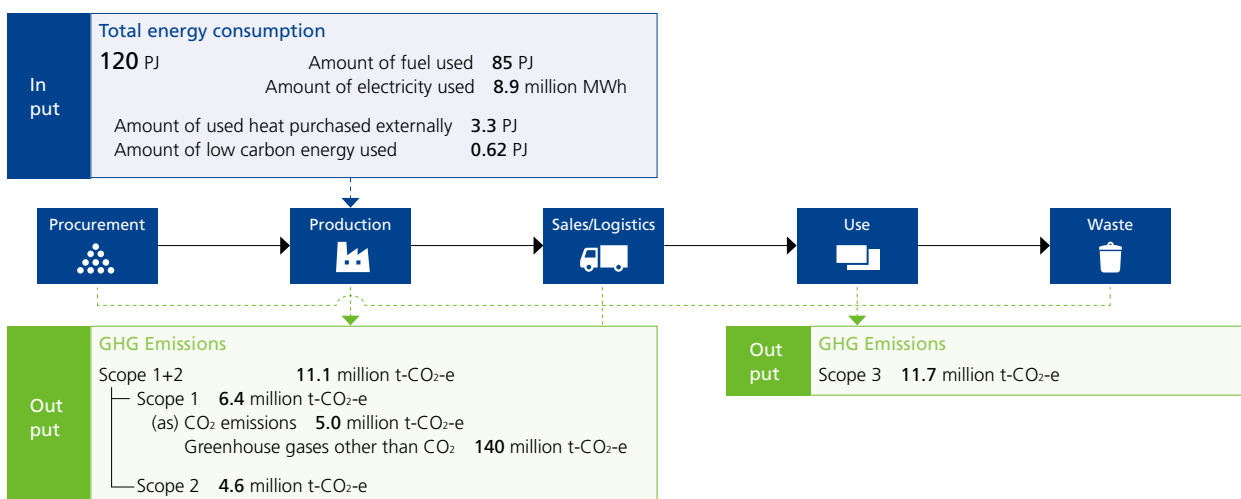 Total energy consumption
120 PJ
Amount of fuel used 85 PJ
Amount of electricity used 8.9 million MWh
Amount of used heat purchased externally 3.3 PJ
Amount of low carbon energy used 0.62 PJ
In
put
Procurement
Production
Sales/Logistics
Use
Waste
Out
put
GHG Emissions
Scope 1+2 11.1 million t-CO₂-e
Scope 1 6.4 million t-CO₂-e
(as) CO₂ emissions 5.0 million t-CO₂-e
Greenhouse gases other than CO₂ 140 million t-CO₂-e
Scope 2 4.6 million t-CO₂-e
Out
put
GHG Emissions
Scope 3 11.7 million t-CO₂-e